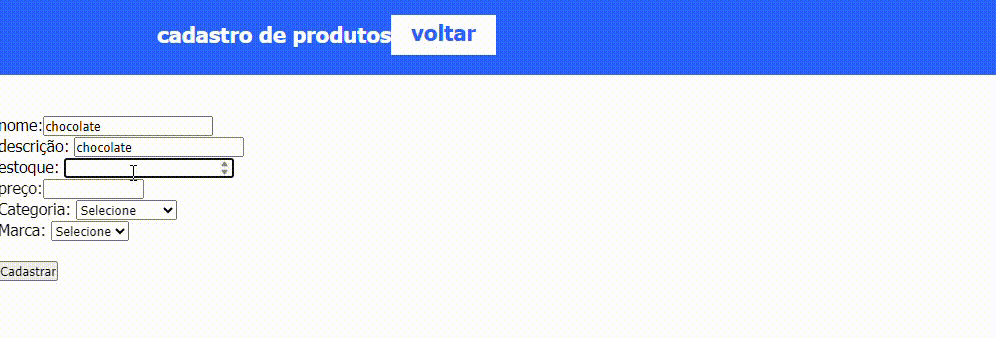 cadastro de produtos voltar
nome: chocolate
descrição: chocolate
estoque:
preço:
Categoria: Selecione
Marca: Selecione
Cadastrar